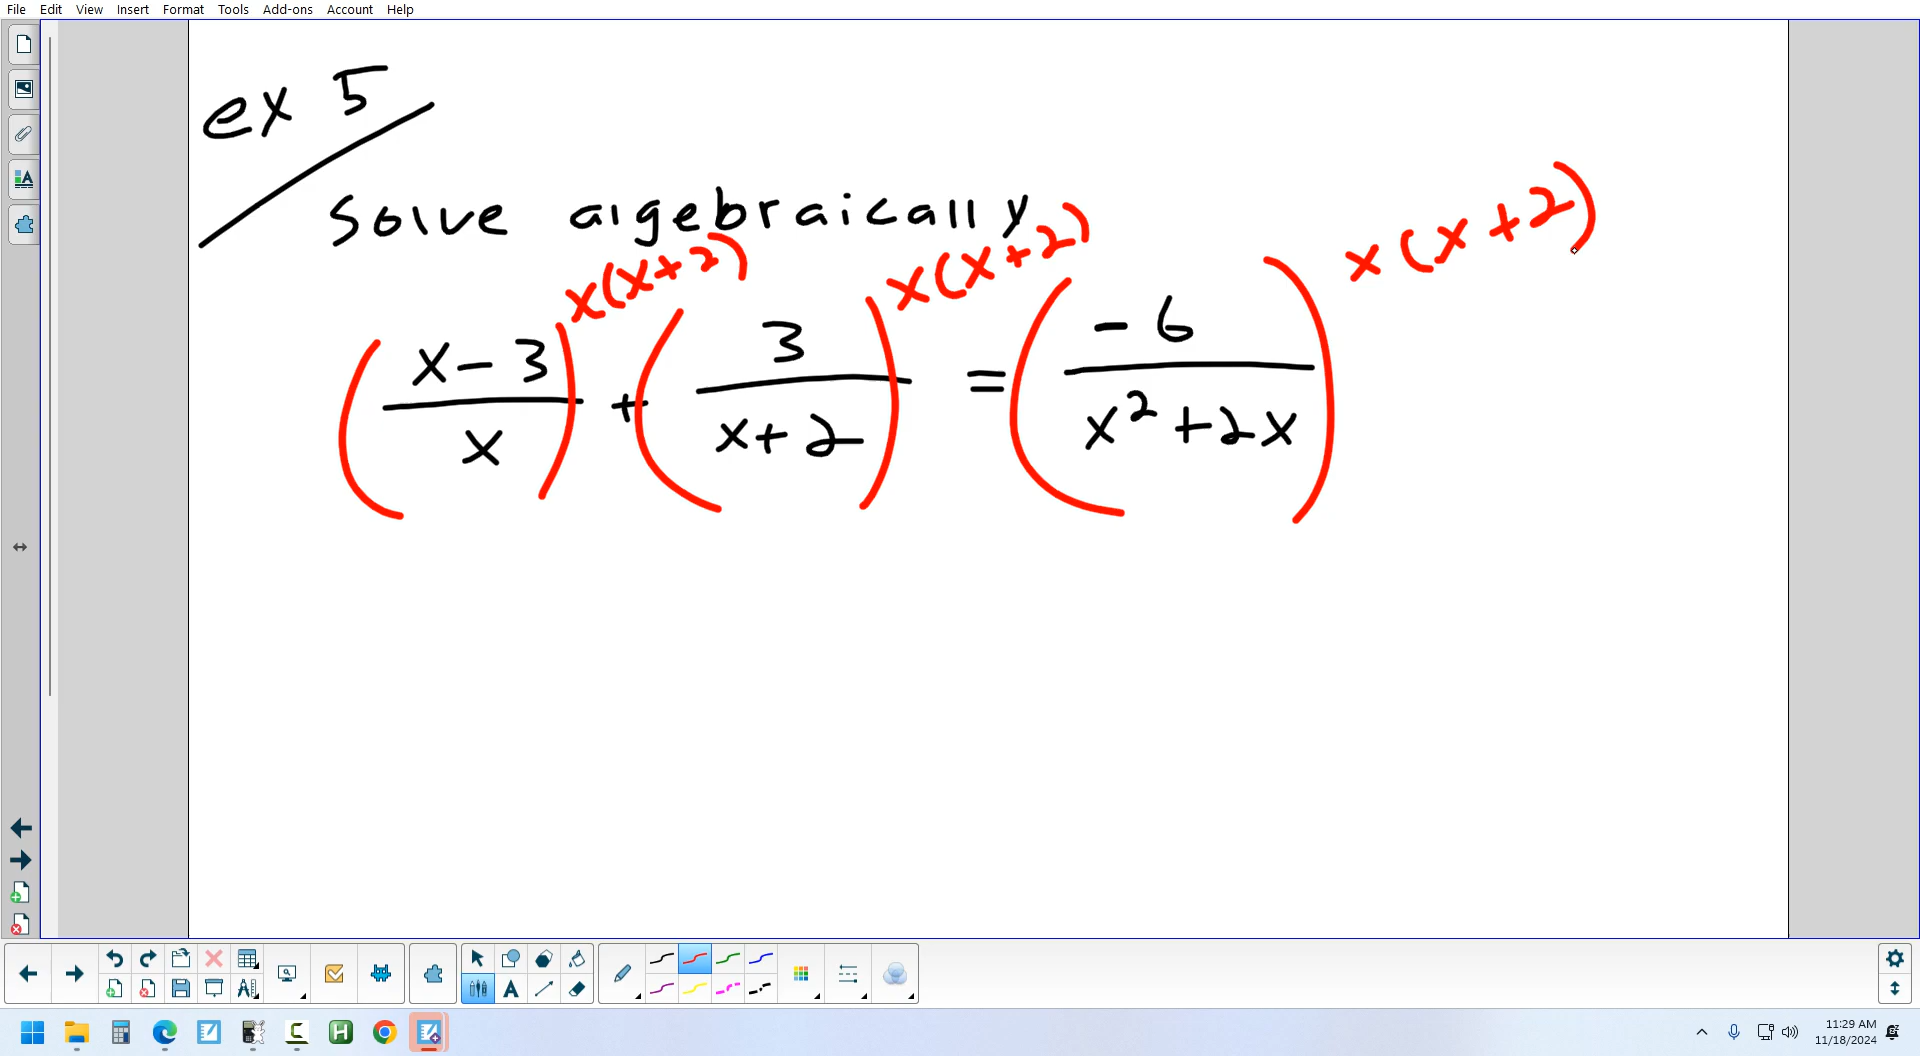 File Edit View Insert Format Tools Add-ons Account Help
ex 5
Solve algebraically
x(x+2) x(x+2) x(x+2)
(x-3/x) + (3/x+2) = (-6/x²+2x)
11:29 AM
11/18/2024